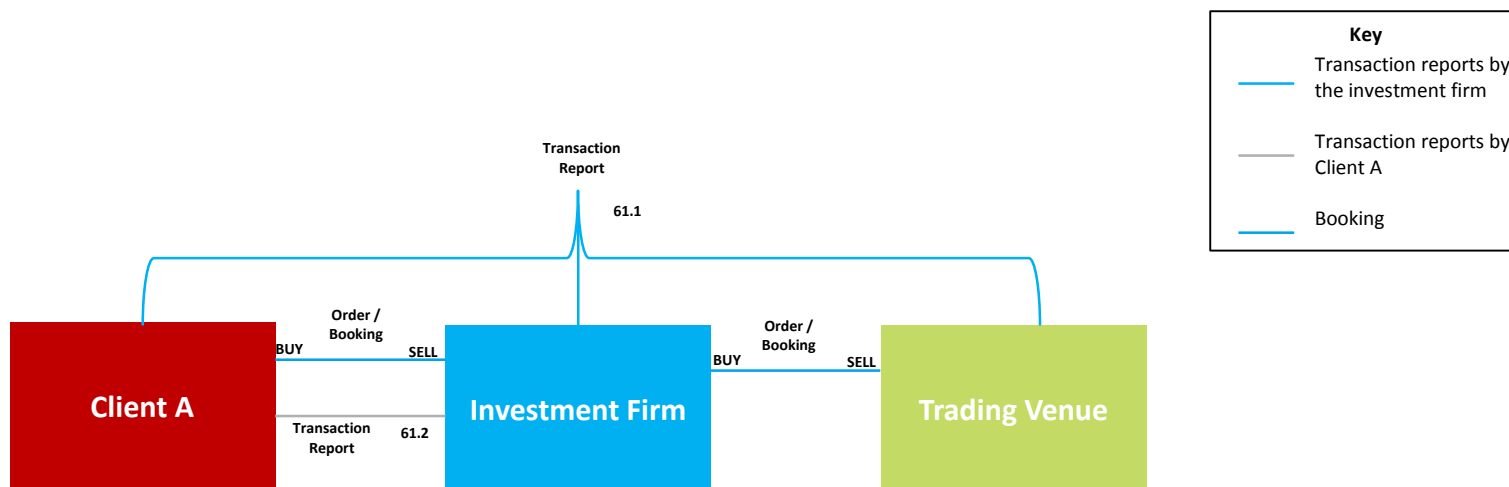 Key
Transaction reports by
the investment firm
Transaction reports by
Client A
Booking
Transaction
Report
61.1
Order /
Booking
BUY
SELL
Order /
Booking
BUY
SELL
Client A
Investment Firm
Trading Venue
Transaction
Report
61.2